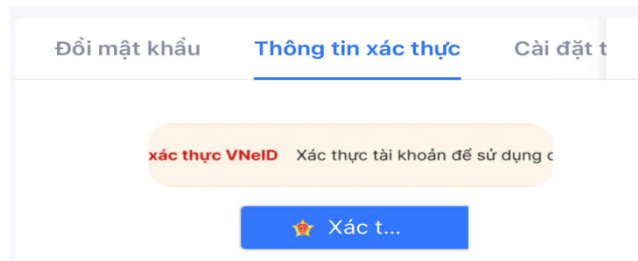 Đổi mật khẩu Thông tin xác thực Cài đặt t
xác thực VNeID Xác thực tài khoản để sử dụng c
Xác t...